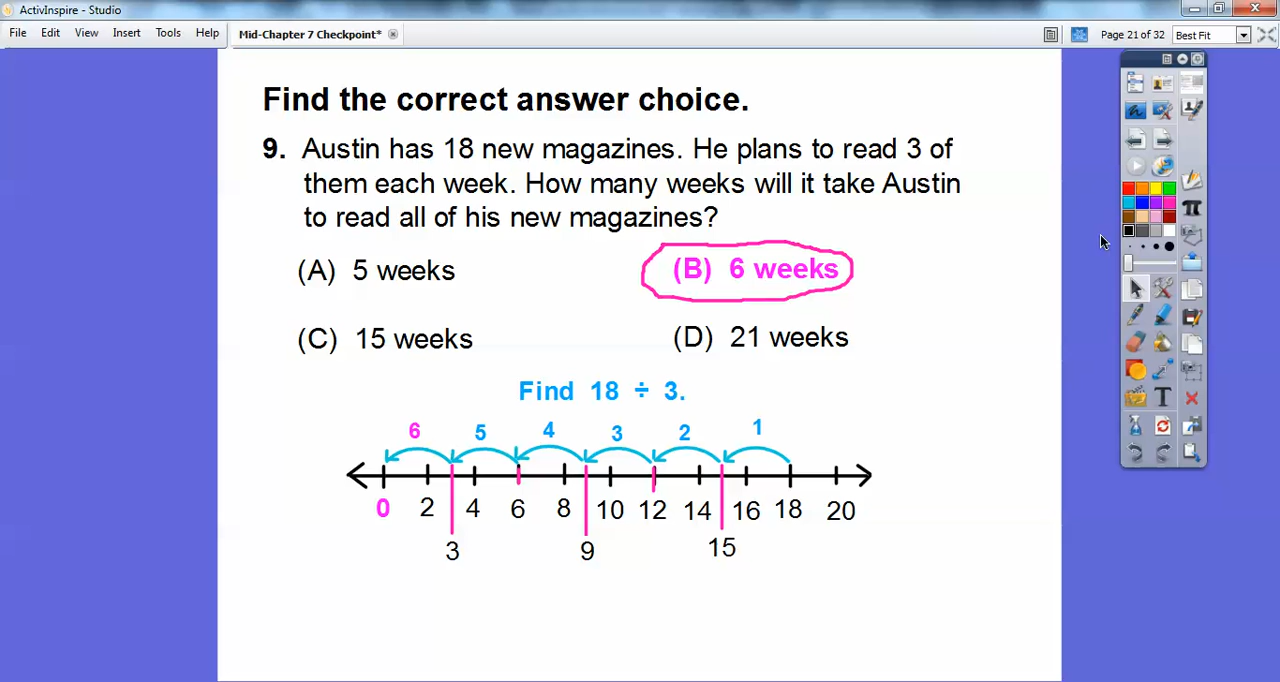 ActivInspire - Studio
File Edit View Insert Tools Help
Mid-Chapter 7 Checkpoint*
Page 21 of 32
Best Fit
Find the correct answer choice.
9. Austin has 18 new magazines. He plans to read 3 of
them each week. How many weeks will it take Austin
to read all of his new magazines?
(A) 5 weeks
(B) 6 weeks
(C) 15 weeks
(D) 21 weeks
Find 18 ÷ 3.
6 5 4 3 2 1
0 2 4 6 8 10 12 14 16 18 20
3 9 15